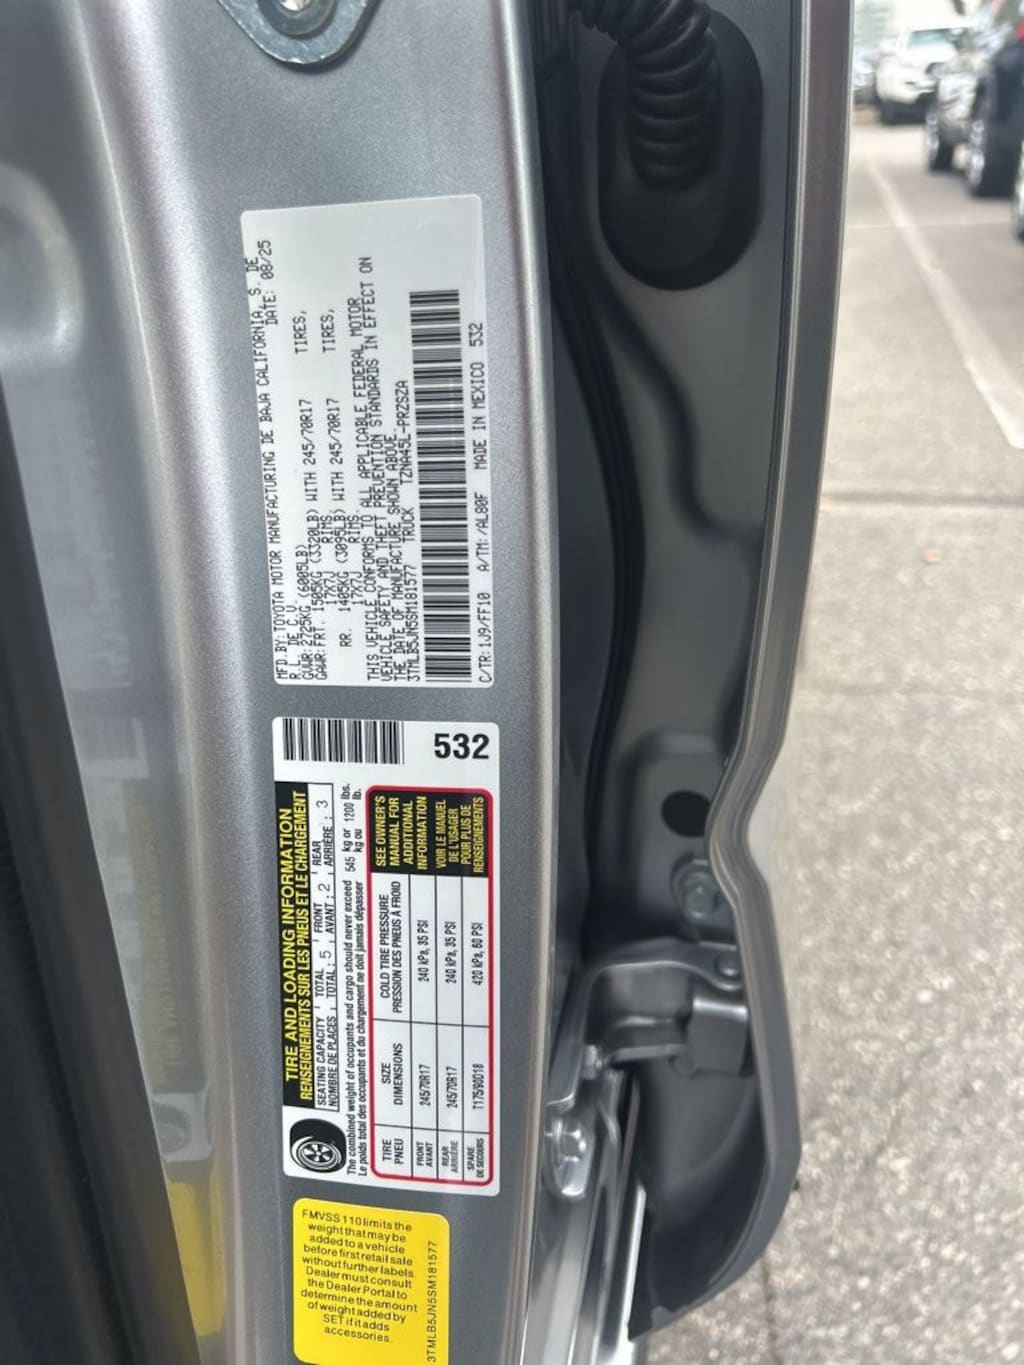 MFD.BY:TOYOTA MOTOR MANUFACTURING DE BAJA CALIFORNIA, S. DE
R.L. DE C.V. DATE: 08/25
GVWR:2725KG (6005LB)
GAWR:FRT. 1505KG (3320LB) WITH 245/70R17 TIRES,
17X7J RIMS
RR. 1405KG (3095LB) WITH 245/70R17 TIRES,
17X7J RIMS.
THIS VEHICLE CONFORMS TO ALL APPLICABLE FEDERAL MOTOR
VEHICLE SAFETY AND THEFT PREVENTION STANDARDS IN EFFECT ON
THE DATE OF MANUFACTURE SHOWN ABOVE.
3TMLB5JN5SM181577 TRUCK TZNA45L-PRZSZA
C/TR:1J9/FF10 A/TM:/AL80F MADE IN MEXICO 532
532
TIRE AND LOADING INFORMATION
RENSEIGNEMENTS SUR LES PNEUS ET LE CHARGEMENT
SEATING CAPACITY TOTAL FRONT REAR
NOMBRE DE PLACES TOTAL : 5 AVANT : 2 ARRIÈRE : 3
The combined weight of occupants and cargo should never exceed 545 kg or 1200 lbs.
Le poids total des occupants et du chargement ne doit jamais dépasser kg ou lb.
TIRE SIZE COLD TIRE PRESSURE SEE OWNER'S
PNEU DIMENSIONS PRESSION DES PNEUS À FROID MANUAL FOR
ADDITIONAL
INFORMATION
FRONT
AVANT 245/70R17 240 kPa, 35 PSI
VOIR LE MANUEL
REAR
ARRIÈRE 245/70R17 240 kPa, 35 PSI DE L'USAGER
POUR PLUS DE
SPARE
DE SECOURS T175/90D18 420 kPa, 60 PSI RENSEIGNEMENTS
FMVSS 110 limits the
weight that may be
added to a vehicle
before first retail sale
without further labels.
Dealer must consult
the Dealer Portal to
determine the amount
of weight added by
SET if it adds
accessories.
3TMLB5JN5SM181577